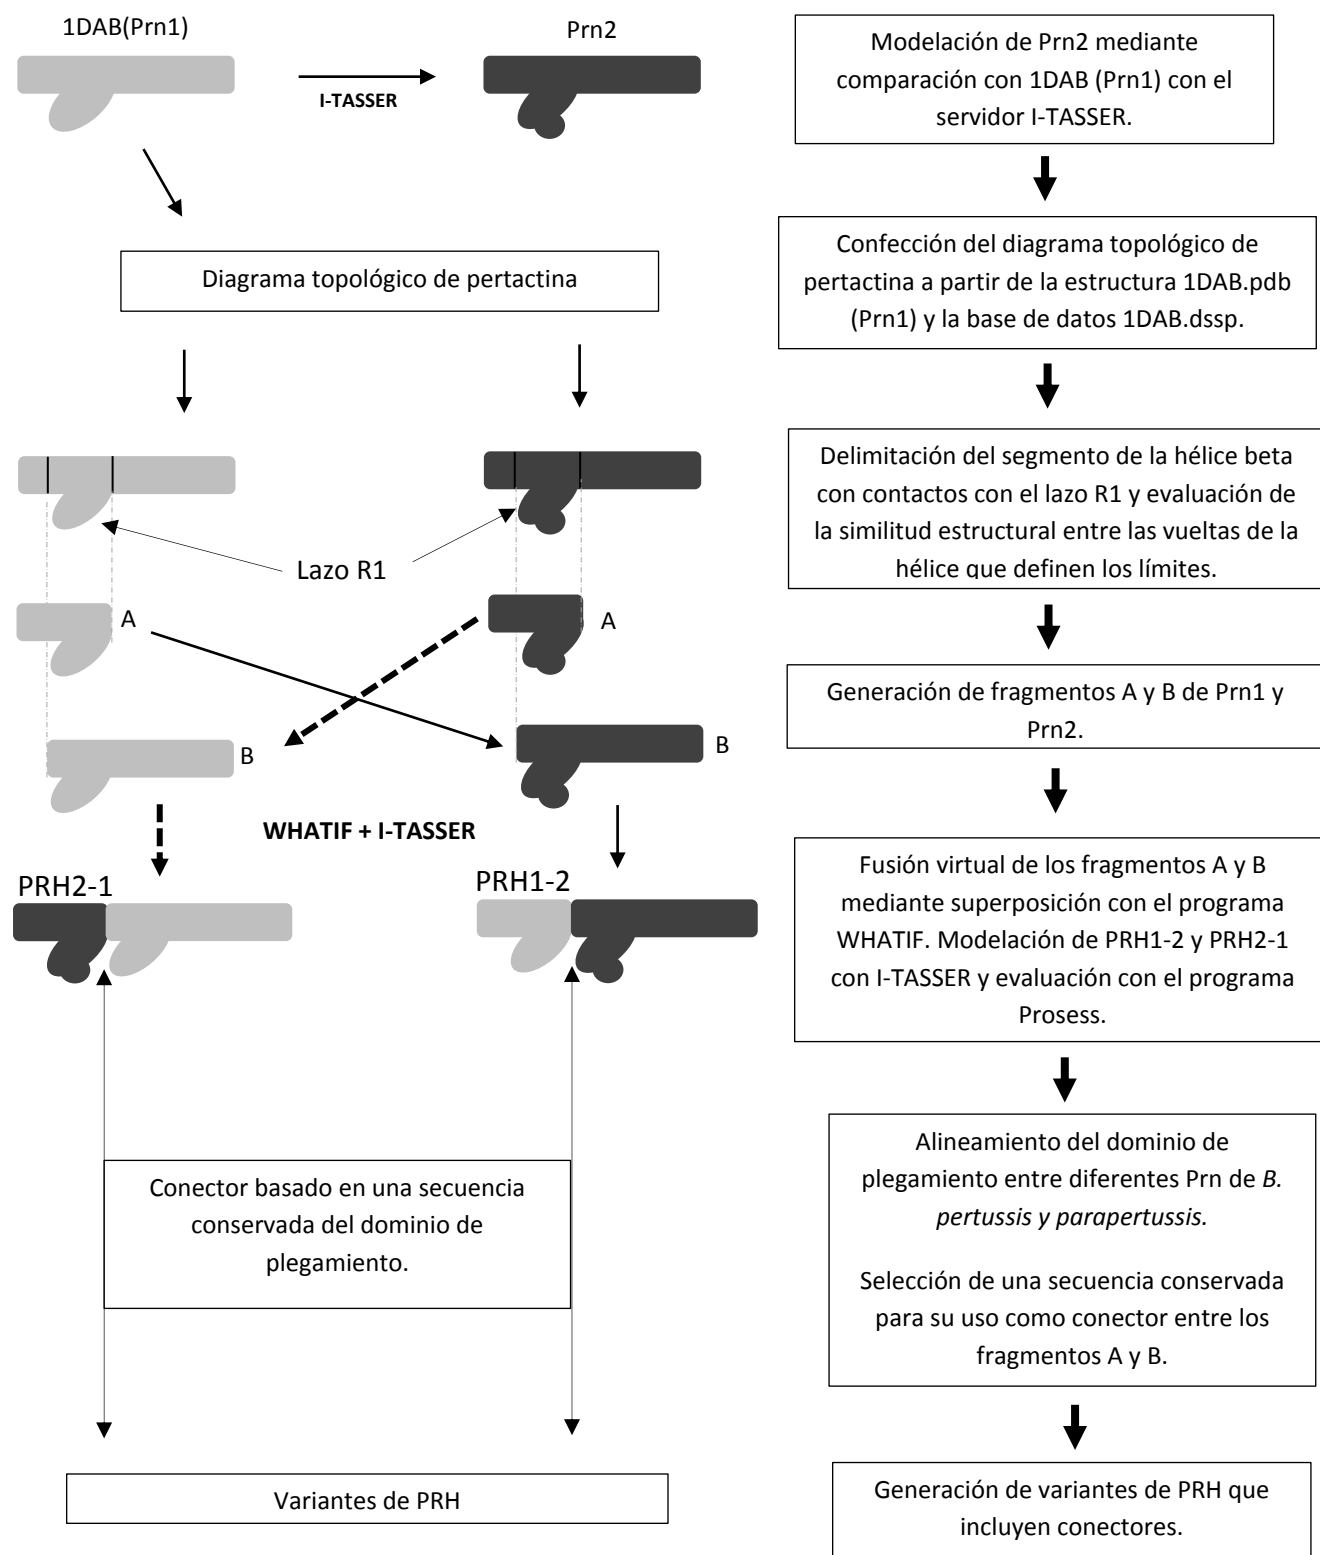 1DAB(Prn1)
Prn2
I-TASSER
Diagrama topológico de pertactina
Lazo R1
A
A
B
B
WHATIF + I-TASSER
PRH2-1
PRH1-2
Conector basado en una secuencia
conservada del dominio de
plegamiento.
Variantes de PRH
Modelación de Prn2 mediante
comparación con 1DAB (Prn1) con el
servidor I-TASSER.
Confección del diagrama topológico de
pertactina a partir de la estructura 1DAB.pdb
(Prn1) y la base de datos 1DAB.dssp.
Delimitación del segmento de la hélice beta
con contactos con el lazo R1 y evaluación de
la similitud estructural entre las vueltas de la
hélice que definen los límites.
Generación de fragmentos A y B de Prn1 y
Prn2.
Fusión virtual de los fragmentos A y B
mediante superposición con el programa
WHATIF. Modelación de PRH1-2 y PRH2-1
con I-TASSER y evaluación con el programa
Prosess.
Alineamiento del dominio de
plegamiento entre diferentes Prn de B.
pertussis y parapertussis.
Selección de una secuencia conservada
para su uso como conector entre los
fragmentos A y B.
Generación de variantes de PRH que
incluyen conectores.